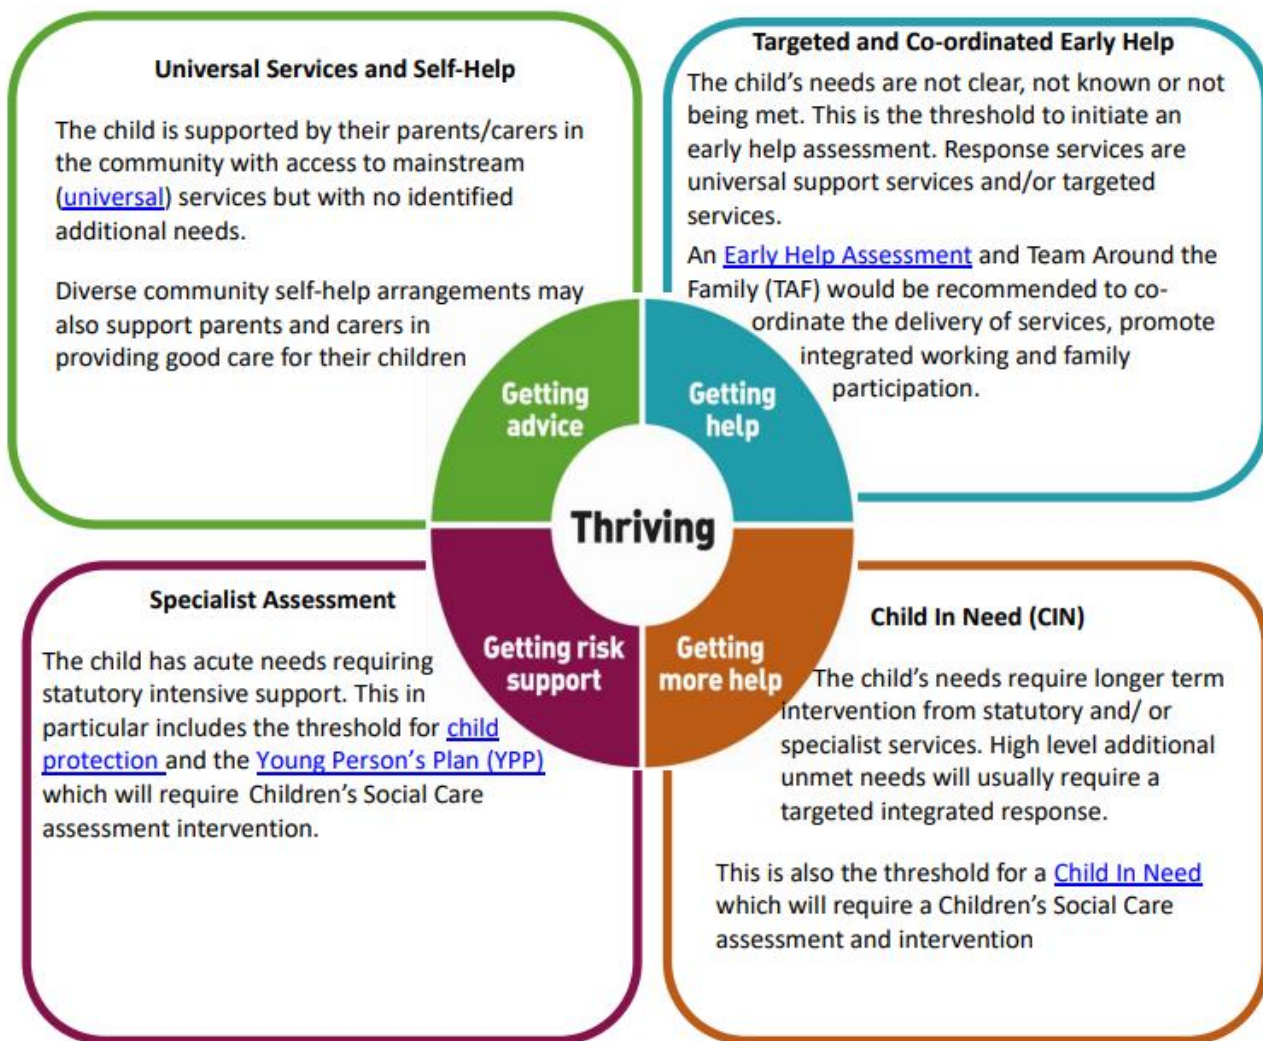 Universal Services and Self-Help
The child is supported by their parents/carers in
the community with access to mainstream
(universal) services but with no identified
additional needs.
Diverse community self-help arrangements may
also support parents and carers in
providing good care for their children
Targeted and Co-ordinated Early Help
The child’s needs are not clear, not known or not
being met. This is the threshold to initiate an
early help assessment. Response services are
universal support services and/or targeted
services.
An Early Help Assessment and Team Around the
Family (TAF) would be recommended to co-
ordinate the delivery of services, promote
integrated working and family
participation.
Getting
advice
Getting
help
Thriving
Getting risk
support
Getting
more help
Specialist Assessment
The child has acute needs requiring
statutory intensive support. This in
particular includes the threshold for child
protection and the Young Person’s Plan (YPP)
which will require Children’s Social Care
assessment intervention.
Child In Need (CIN)
The child’s needs require longer term
intervention from statutory and/ or
specialist services. High level additional
unmet needs will usually require a
targeted integrated response.
This is also the threshold for a Child In Need
which will require a Children’s Social Care
assessment and intervention